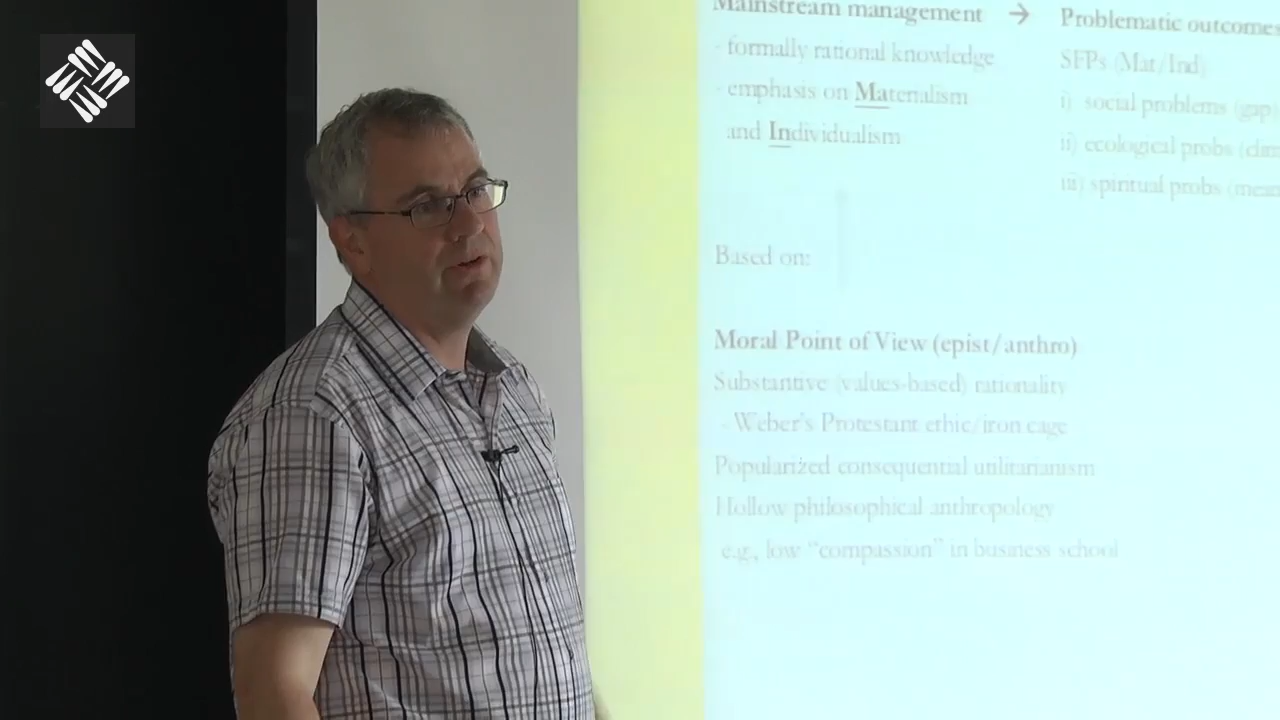 Mainstream management → Problematic outcomes
- formally rational knowledge
- emphasis on Materialism
and Individualism
SFPs (Mat/Ind)
i) social problems (gap
ii) ecological probs (clim
iii) spiritual probs (mean
Based on:
Moral Point of View (epist/anthro)
Substantive (values-based) rationality
- Weber's Protestant ethic/iron cage
Popularized consequential utilitarianism
Hollow philosophical anthropology
e.g., low “compassion” in business school